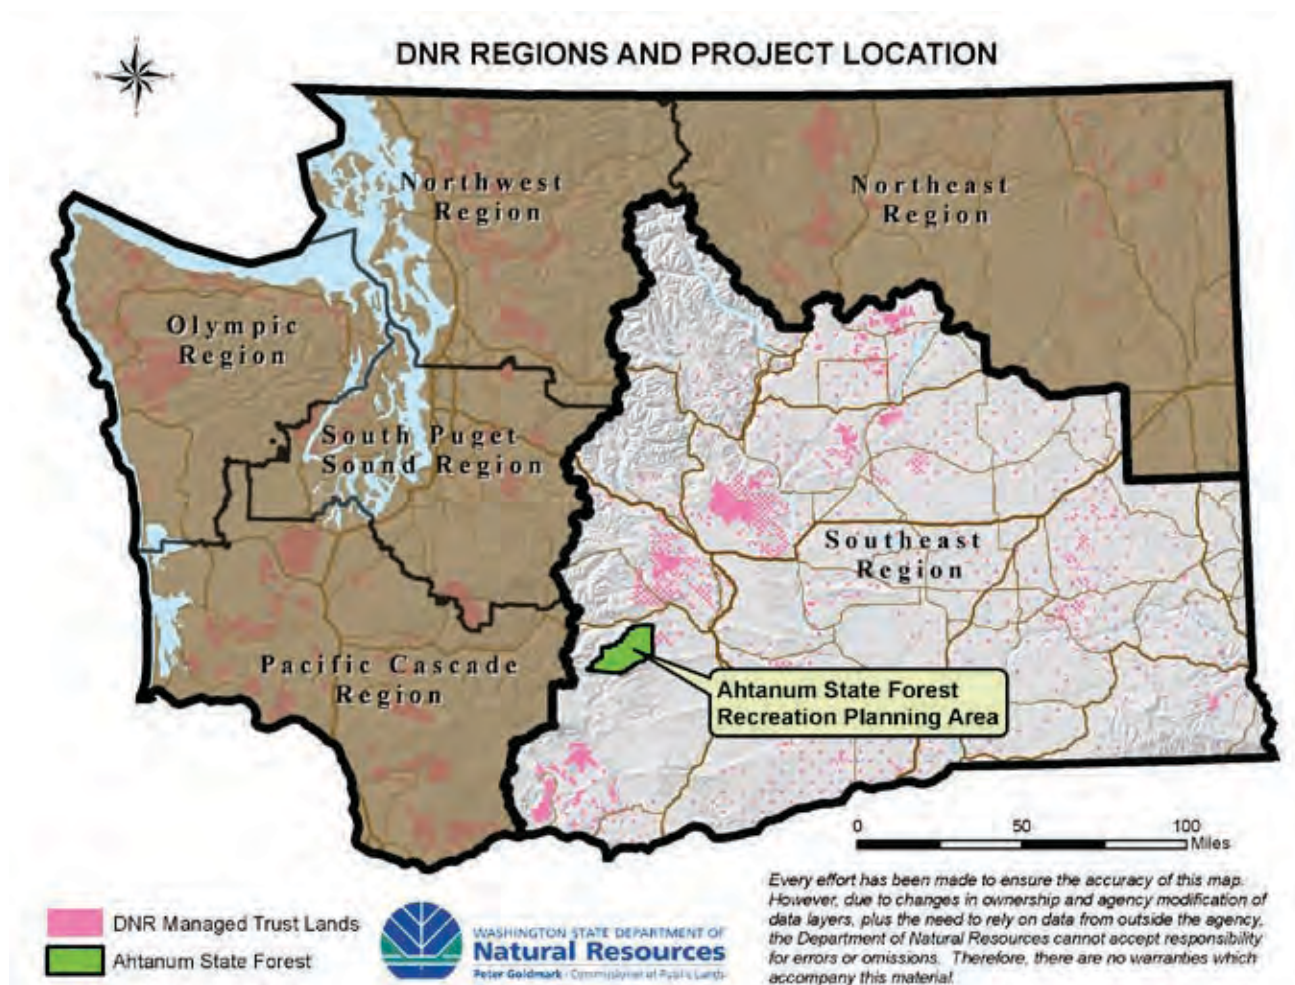 DNR REGIONS AND PROJECT LOCATION
Northwest
Region
Northeast
Region
Olympic
Region
South Puget
Sound Region
Southeast
Region
Pacific Cascade
Region
Ahtanum State Forest
Recreation Planning Area
0 50 100
Miles
DNR Managed Trust Lands
Ahtanum State Forest
WASHINGTON STATE DEPARTMENT OF
Natural Resources
Peter Goldmark - Commissioner of Public Lands
Every effort has been made to ensure the accuracy of this map.
However, due to changes in ownership and agency modification of
data layers, plus the need to rely on data from outside the agency,
the Department of Natural Resources cannot accept responsibility
for errors or omissions. Therefore, there are no warranties which
accompany this material.